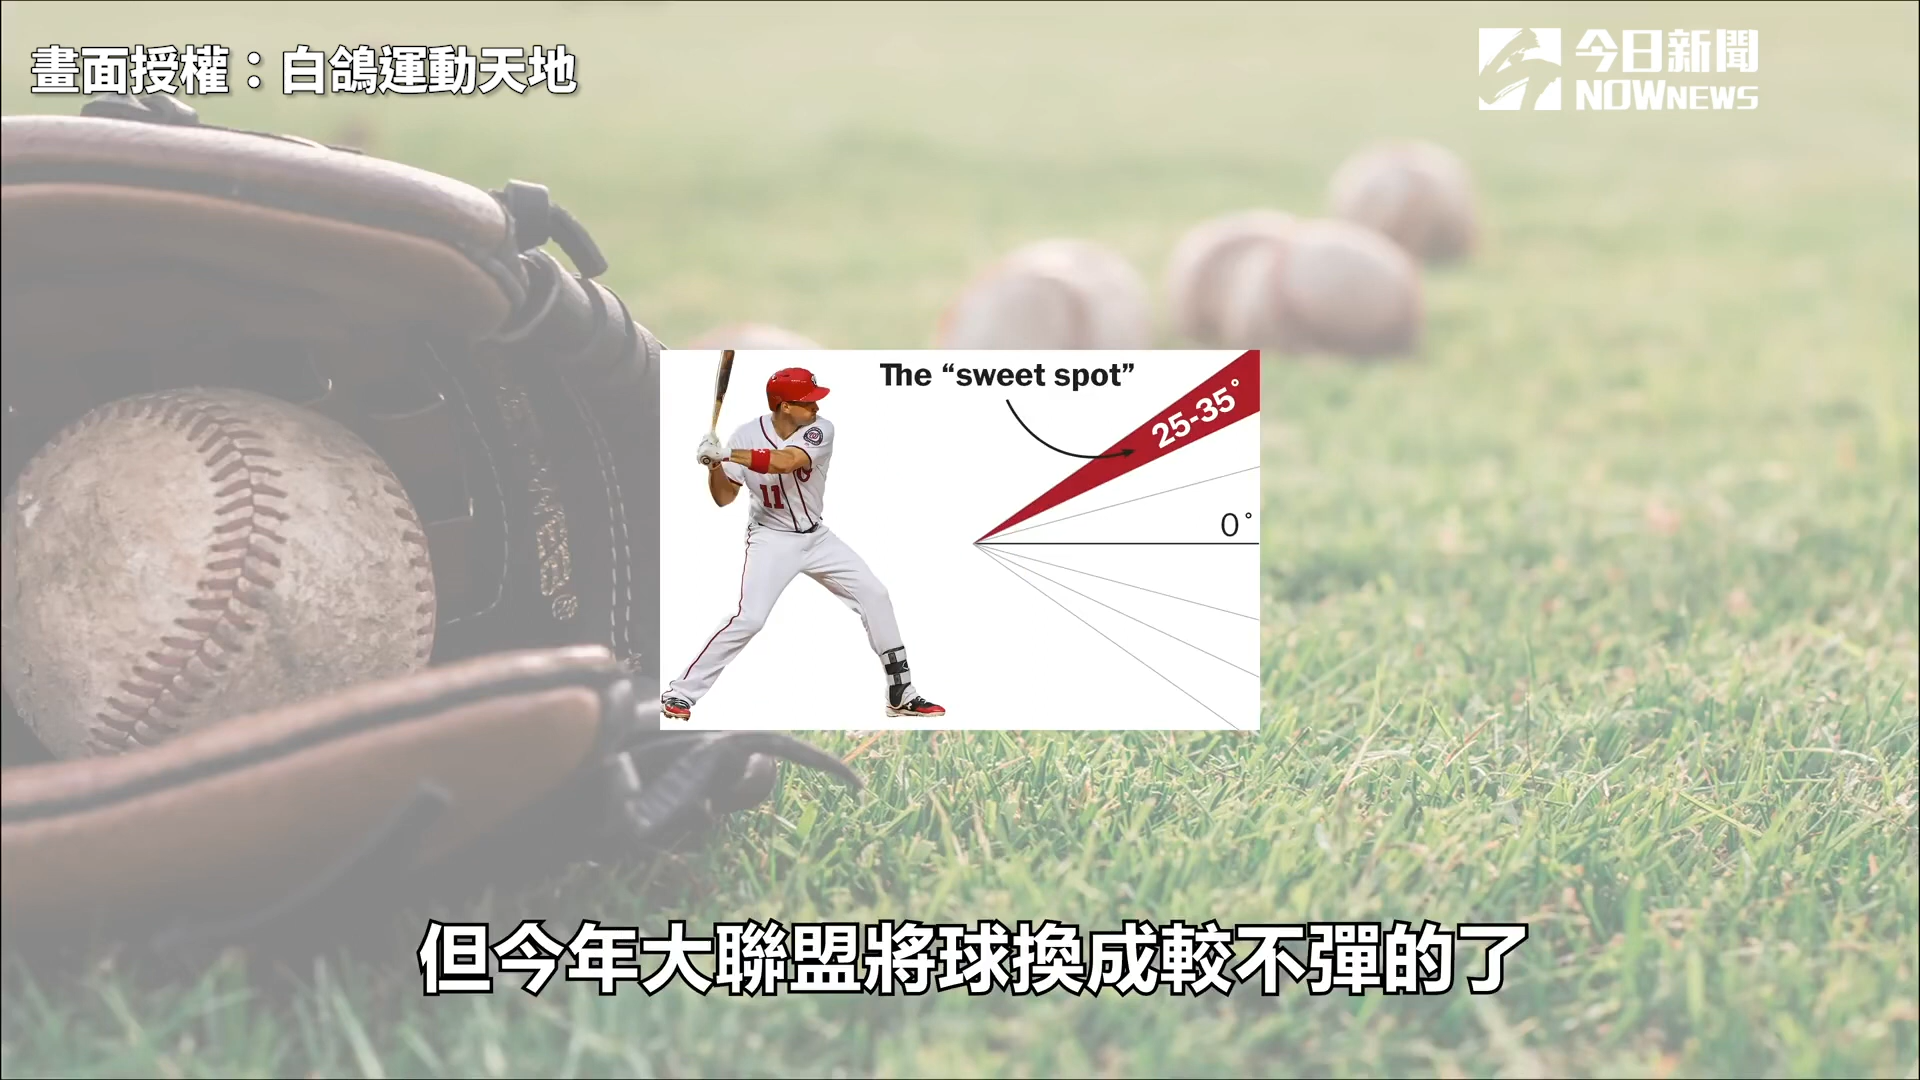 畫面授權：白鴿運動天地
今日新聞
NOWNEWS
The “sweet spot”
25-35°
0°
11
但今年大聯盟將球換成較不彈的了